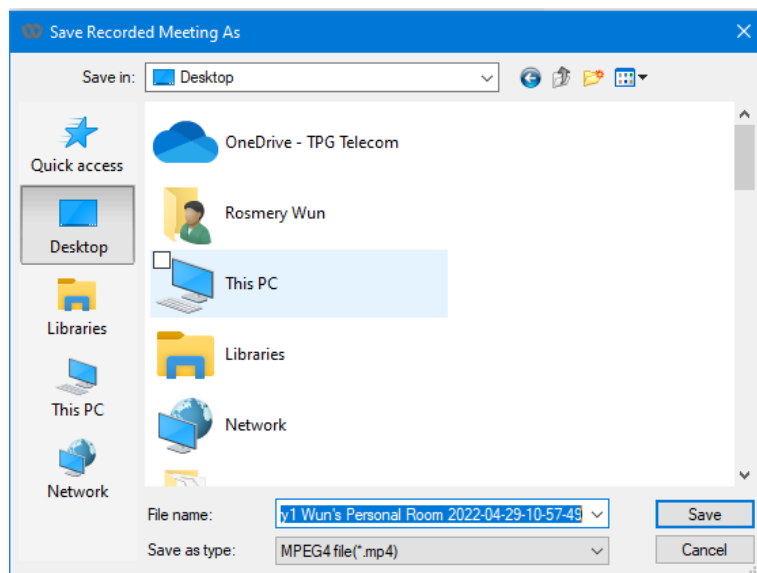 Save Recorded Meeting As
Save in: Desktop
OneDrive - TPG Telecom
Quick access
Rosmery Wun
Desktop
This PC
Libraries
Libraries
This PC
Network
Network
File name: y1 Wun's Personal Room 2022-04-29-10-57-49 Save
Save as type: MPEG4 file(*.mp4) Cancel